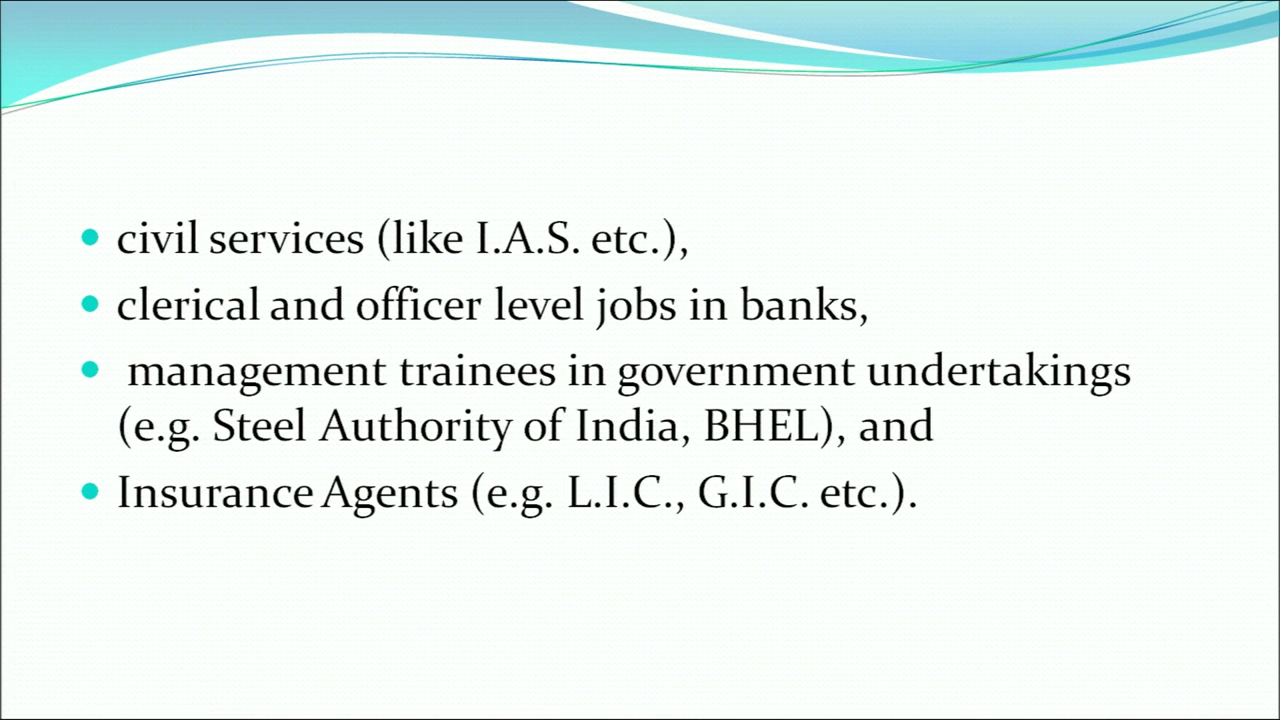 civil services (like I.A.S. etc.),
clerical and officer level jobs in banks,
management trainees in government undertakings
(e.g. Steel Authority of India, BHEL), and
Insurance Agents (e.g. L.I.C., G.I.C. etc.).